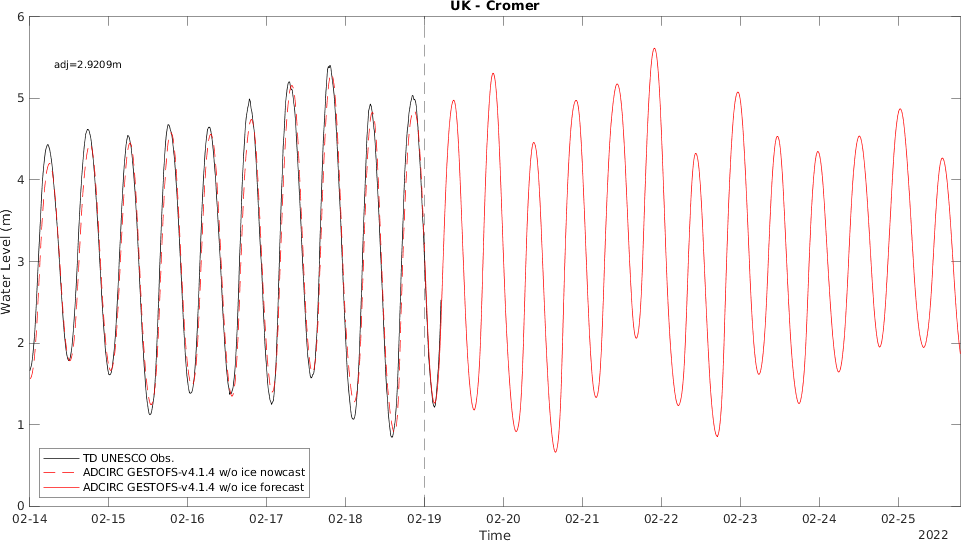 UK - Cromer
6
adj=2.9209m
5
4
3
2
1
0
Water Level (m)
TD UNESCO Obs.
ADCIRC GESTOFS-v4.1.4 w/o ice nowcast
ADCIRC GESTOFS-v4.1.4 w/o ice forecast
02-14 02-15 02-16 02-17 02-18 02-19 02-20 02-21 02-22 02-23 02-24 02-25
Time
2022